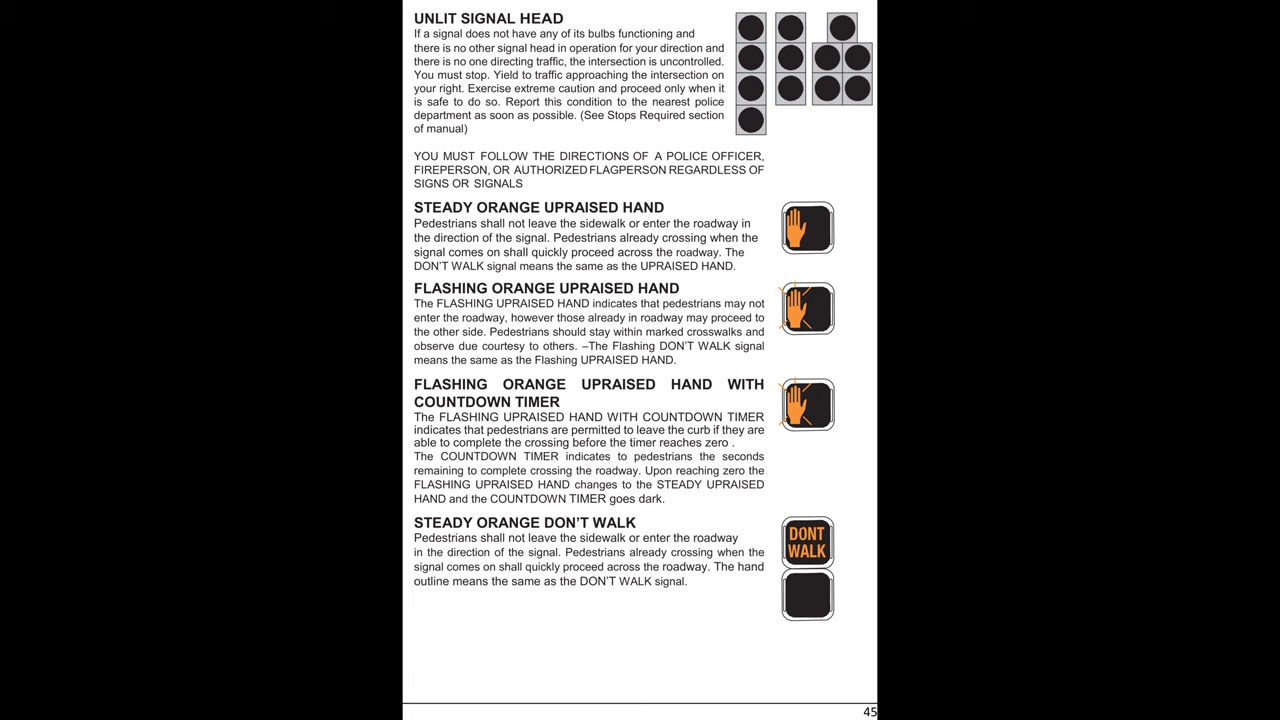 UNLIT SIGNAL HEAD
If a signal does not have any of its bulbs functioning and
there is no other signal head in operation for your direction and
there is no one directing traffic, the intersection is uncontrolled.
You must stop. Yield to traffic approaching the intersection on
your right. Exercise extreme caution and proceed only when it
is safe to do so. Report this condition to the nearest police
department as soon as possible. (See Stops Required section
of manual)
YOU MUST FOLLOW THE DIRECTIONS OF A POLICE OFFICER,
FIREPERSON, OR AUTHORIZED FLAGPERSON REGARDLESS OF
SIGNS OR SIGNALS
STEADY ORANGE UPRAISED HAND
Pedestrians shall not leave the sidewalk or enter the roadway in
the direction of the signal. Pedestrians already crossing when the
signal comes on shall quickly proceed across the roadway. The
DON'T WALK signal means the same as the UPRAISED HAND.
FLASHING ORANGE UPRAISED HAND
The FLASHING UPRAISED HAND indicates that pedestrians may not
enter the roadway, however those already in roadway may proceed to
the other side. Pedestrians should stay within marked crosswalks and
observe due courtesy to others. –The Flashing DON'T WALK signal
means the same as the Flashing UPRAISED HAND.
FLASHING ORANGE UPRAISED HAND WITH
COUNTDOWN TIMER
The FLASHING UPRAISED HAND WITH COUNTDOWN TIMER
indicates that pedestrians are permitted to leave the curb if they are
able to complete the crossing before the timer reaches zero .
The COUNTDOWN TIMER indicates to pedestrians the seconds
remaining to complete crossing the roadway. Upon reaching zero the
FLASHING UPRAISED HAND changes to the STEADY UPRAISED
HAND and the COUNTDOWN TIMER goes dark.
STEADY ORANGE DON'T WALK
Pedestrians shall not leave the sidewalk or enter the roadway
in the direction of the signal. Pedestrians already crossing when the
signal comes on shall quickly proceed across the roadway. The hand
outline means the same as the DON'T WALK signal.
DONT
WALK
45